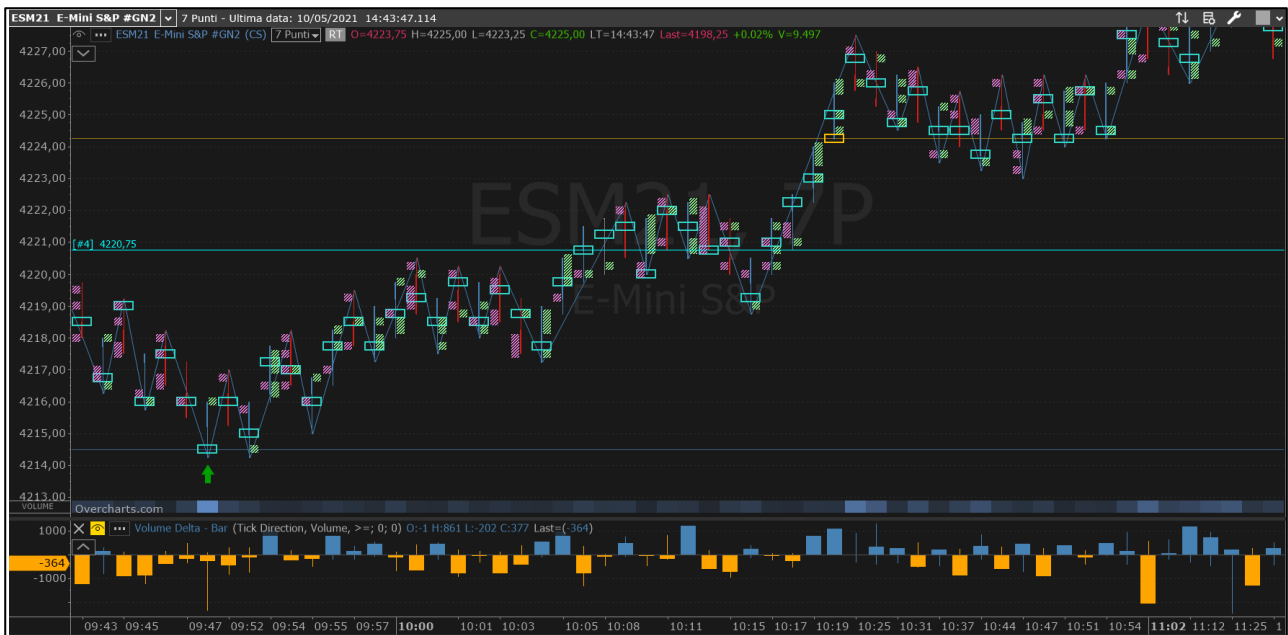 ESM21 E-Mini S&P #GN2 7 Punti - Ultima data: 10/05/2021 14:43:47.114
ESM21 E-Mini S&P #GN2 (CS) 7 Punti RT O=4223,75 H=4225,00 L=4223,25 C=4225,00 LT=14:43:47 Last=4198,25 +0.02% V=9.497
4227,00
4226,00
4225,00
4224,00
4223,00
4222,00
4221,00
4220,00
4219,00
4218,00
4217,00
4216,00
4215,00
4214,00
4213,00
ESM21, 7P
E-Mini S&P
[#4] 4220,75
VOLUME
Overcharts.com
Volume Delta - Bar (Tick Direction, Volume, >=; 0; 0) O:-1 H:861 L:-202 C:377 Last=(-364)
1000
-364
-1000
09:43 09:45 09:47 09:52 09:54 09:55 09:57 10:00 10:01 10:03 10:05 10:08 10:11 10:15 10:17 10:19 10:25 10:31 10:37 10:44 10:47 10:51 10:54 11:02 11:12 11:25 1